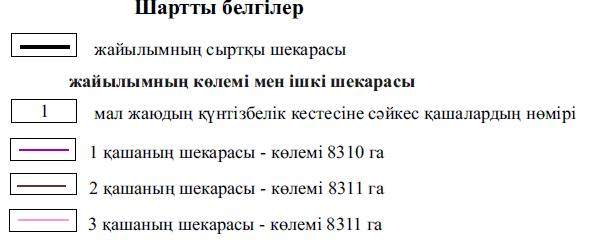 Шартты белгілер
жайылымның сыртқы шекарасы
жайылымның көлемі мен ішкі шекарасы
1 мал жаюдың күнтізбелік кестесіне сәйкес қашалардың нөмірі
1 қашаның шекарасы - көлемі 8310 га
2 қашаның шекарасы - көлемі 8311 га
3 қашаның шекарасы - көлемі 8311 га